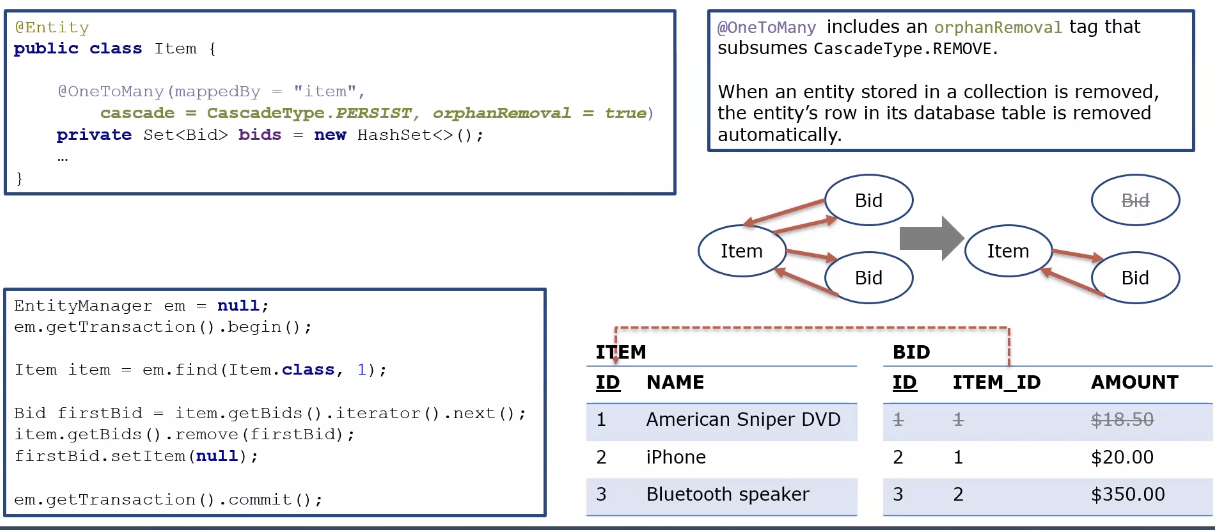 @Entity
public class Item {
@OneToMany(mappedBy = "item",
cascade = CascadeType.PERSIST, orphanRemoval = true)
private Set<Bid> bids = new HashSet<>();
…
}
@OneToMany includes an orphanRemoval tag that
subsumes CascadeType.REMOVE.
When an entity stored in a collection is removed,
the entity’s row in its database table is removed
automatically.
Bid
Item
Bid
Bid
Item
Bid
EntityManager em = null;
em.getTransaction().begin();
Item item = em.find(Item.class, 1);
Bid firstBid = item.getBids().iterator().next();
item.getBids().remove(firstBid);
firstBid.setItem(null);
em.getTransaction().commit();
ITEM
ID NAME
1 American Sniper DVD
2 iPhone
3 Bluetooth speaker
BID
ID ITEM_ID AMOUNT
1 1 $18.50
2 1 $20.00
3 2 $350.00